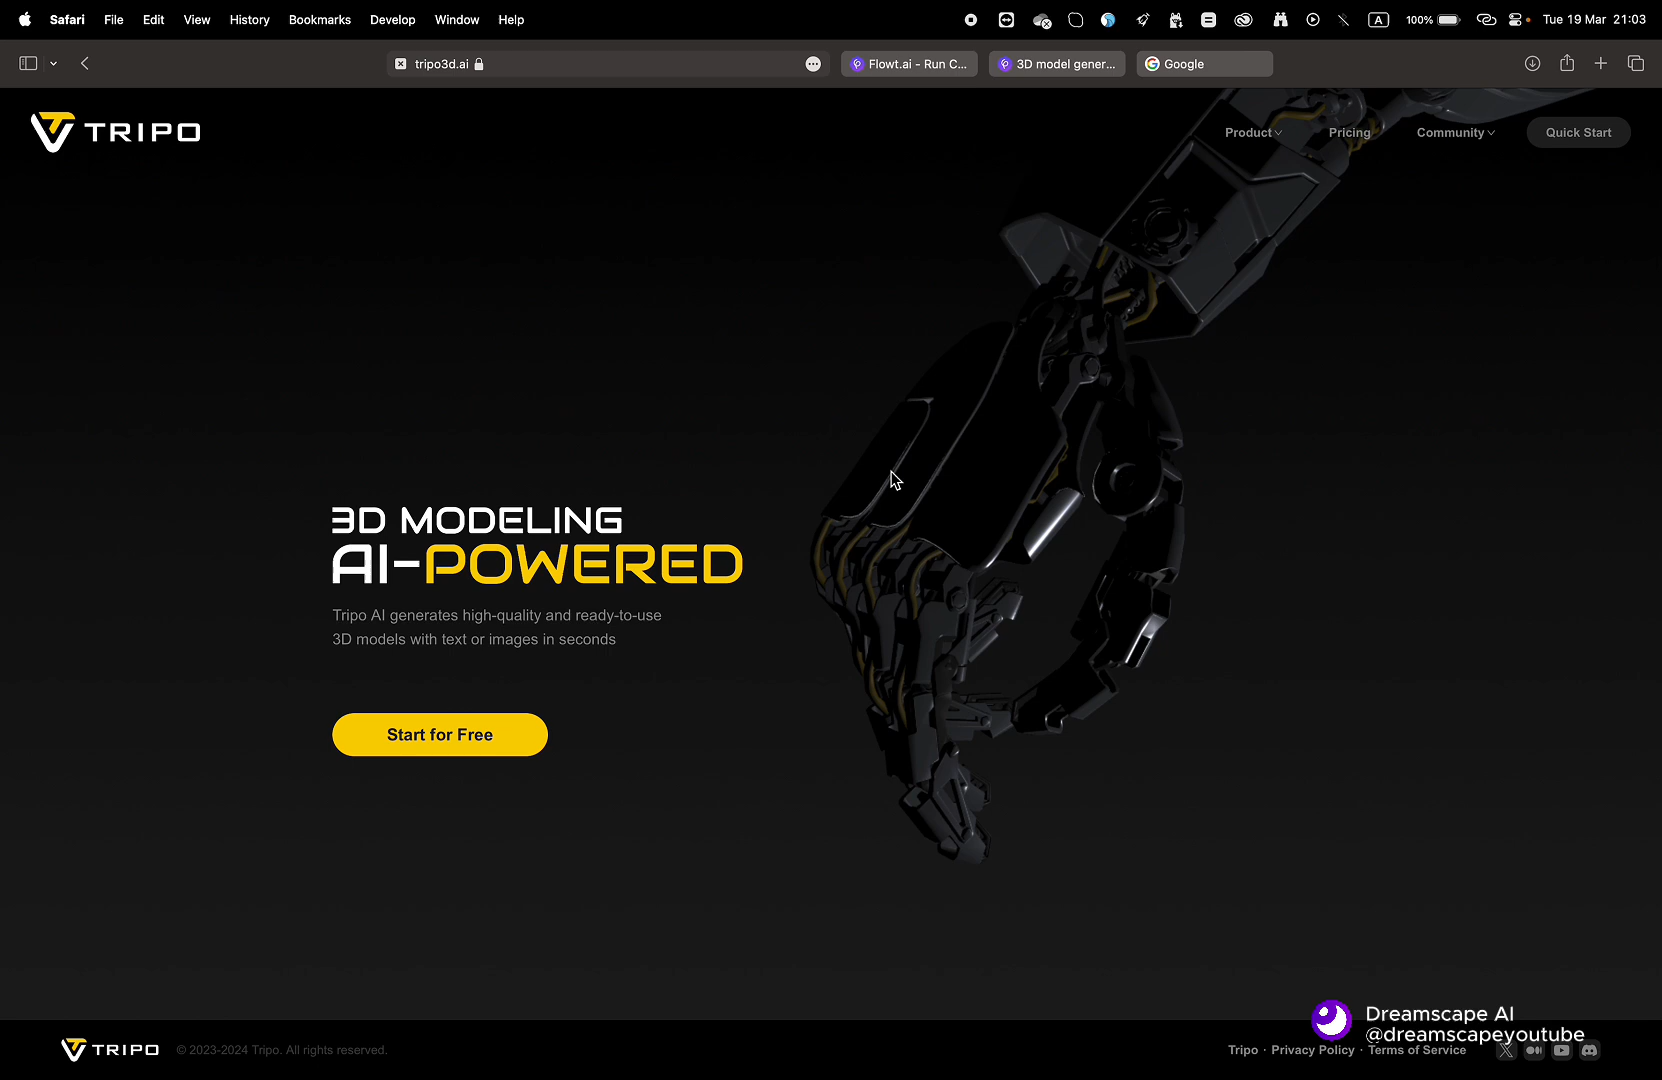 Safari File Edit View History Bookmarks Develop Window Help A 100% Tue 19 Mar 21:03
tripo3d.ai Flowt.ai - Run C... 3D model gener... Google
TRIPO Product Pricing Community Quick Start
3D MODELING
AI-POWERED
Tripo AI generates high-quality and ready-to-use
3D models with text or images in seconds
Start for Free
Dreamscape AI
@dreamscapeyoutube
TRIPO © 2023-2024 Tripo. All rights reserved. Tripo · Privacy Policy · Terms of Service